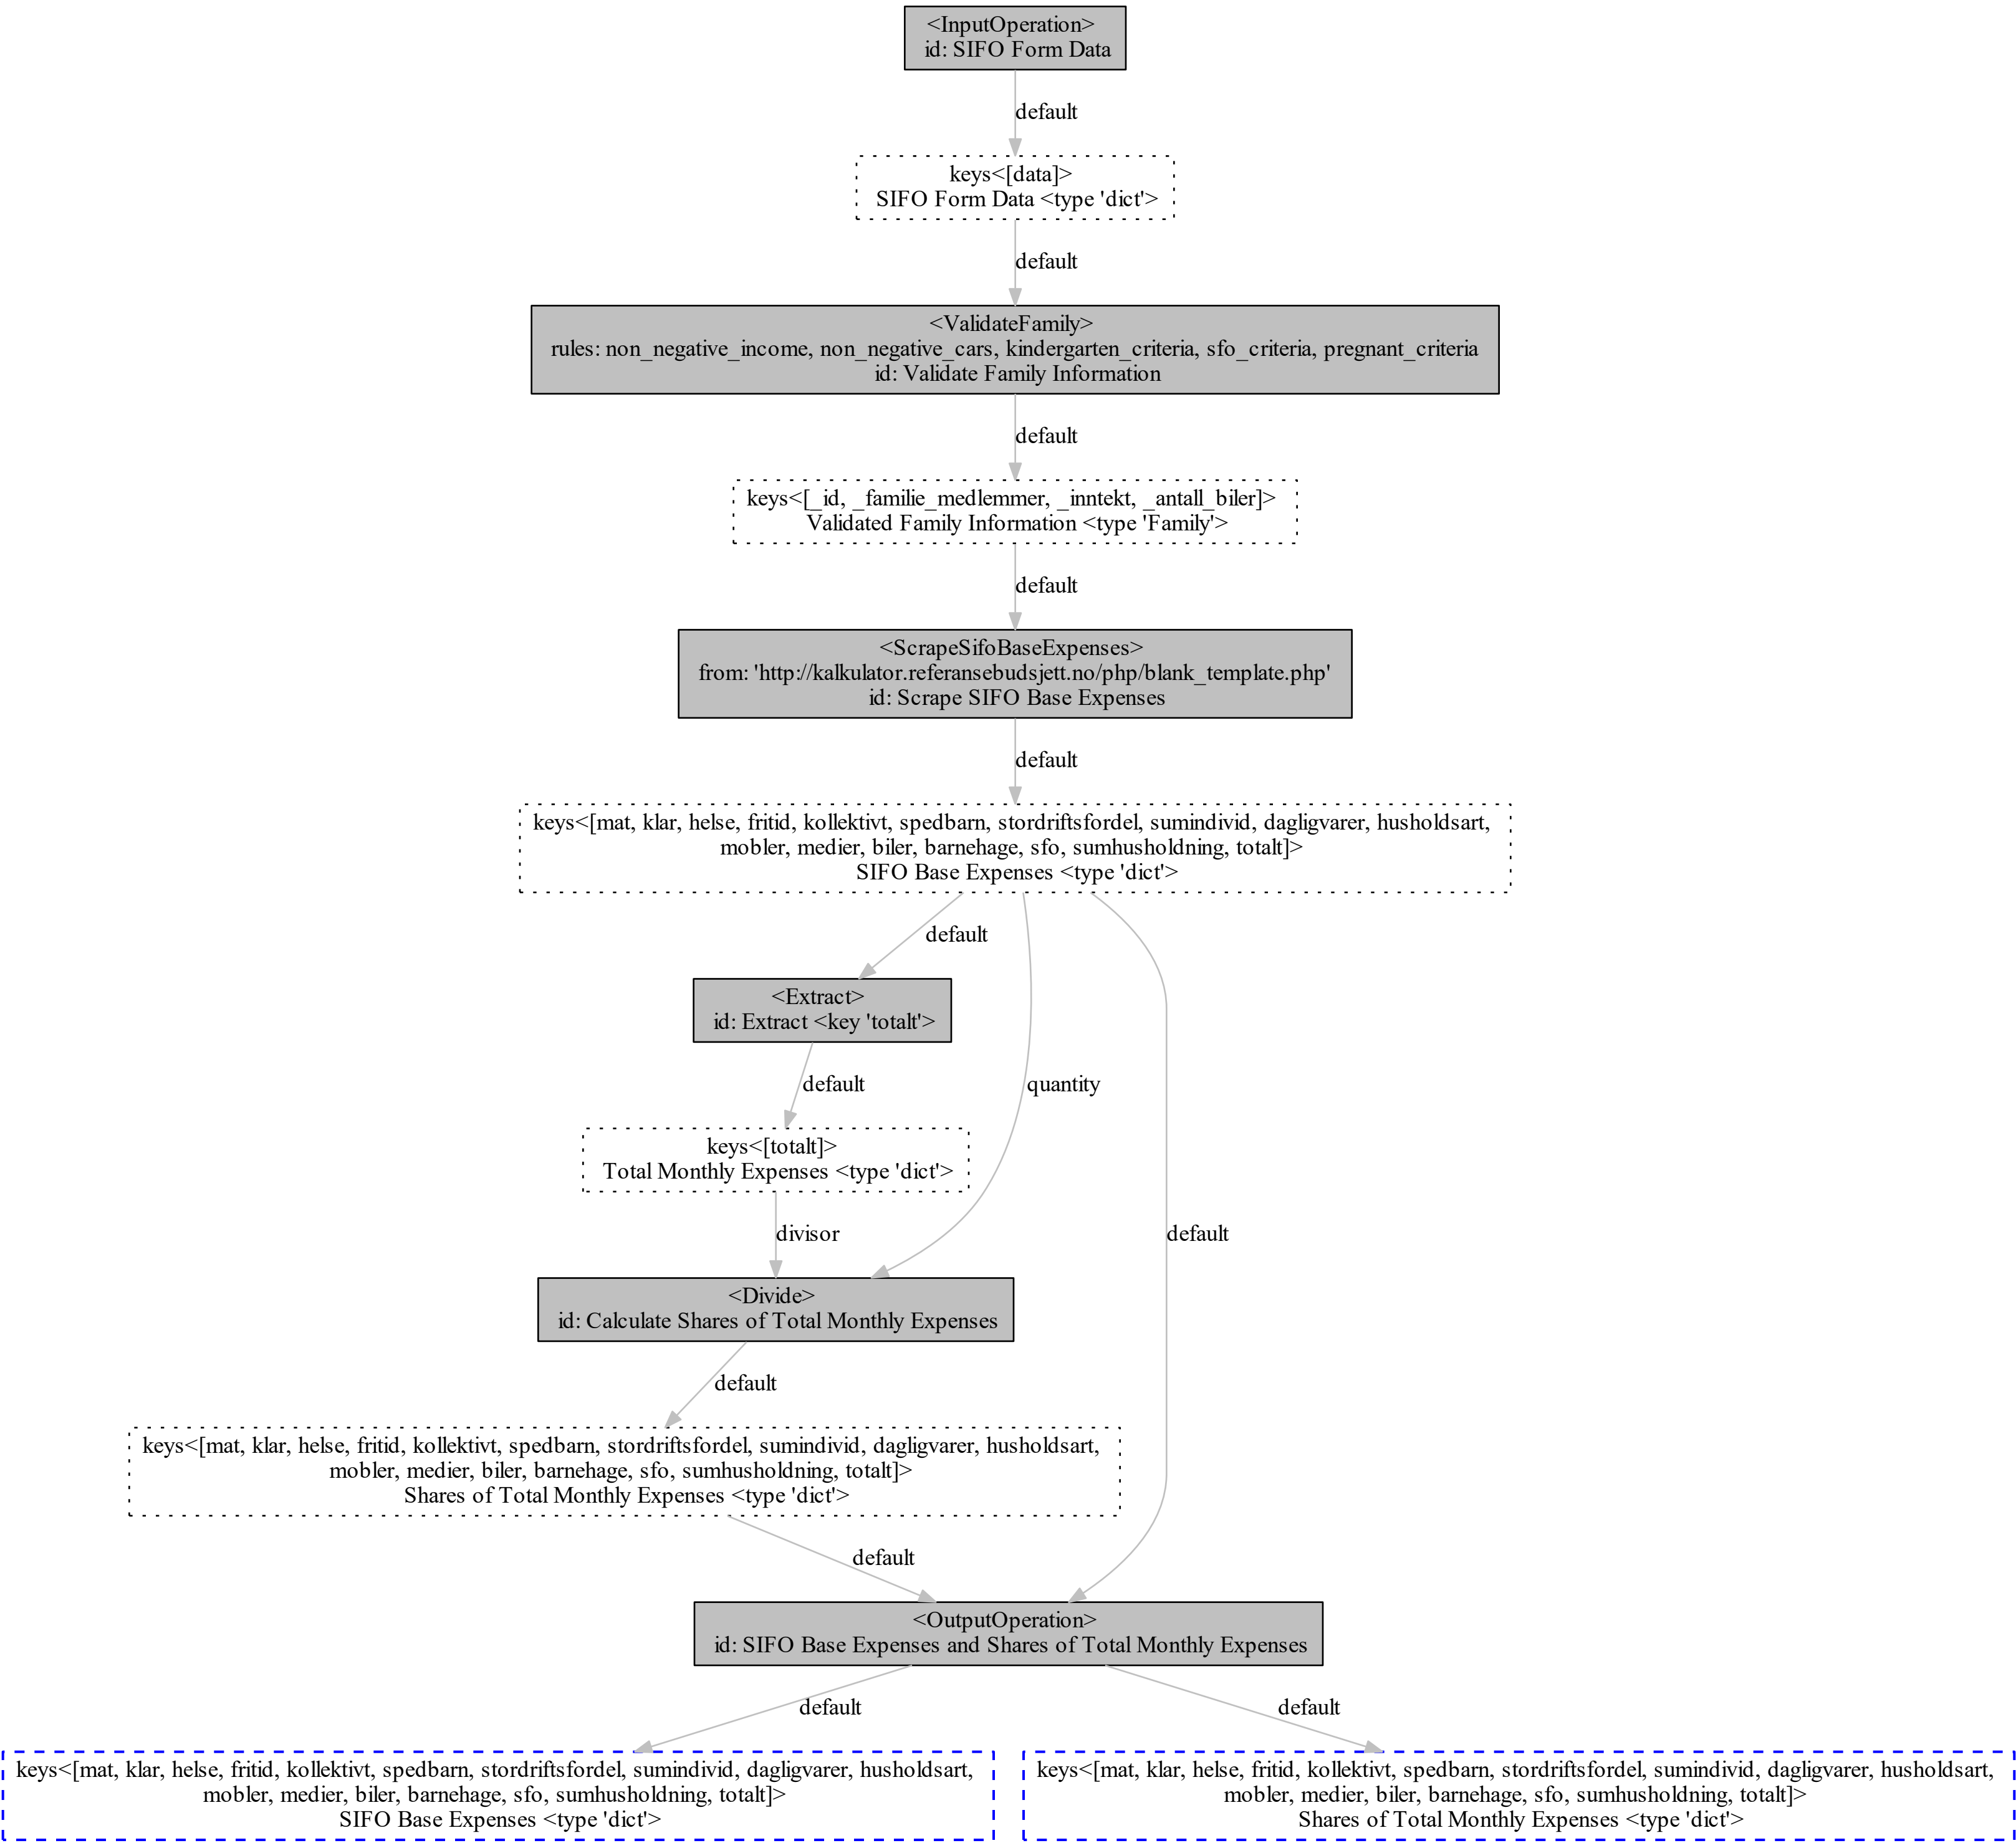 <InputOperation>
id: SIFO Form Data
default
keys<[data]>
SIFO Form Data <type 'dict'>
default
<ValidateFamily>
rules: non_negative_income, non_negative_cars, kindergarten_criteria, sfo_criteria, pregnant_criteria
id: Validate Family Information
default
keys<[_id, _familie_medlemmer, _inntekt, _antall_biler]>
Validated Family Information <type 'Family'>
default
<ScrapeSifoBaseExpenses>
from: 'http://kalkulator.referansebudsjett.no/php/blank_template.php'
id: Scrape SIFO Base Expenses
default
keys<[mat, klar, helse, fritid, kollektivt, spedbarn, stordriftsfordel, sumindivid, dagligvarer, husholdsart,
mobler, medier, biler, barnehage, sfo, sumhusholdning, totalt]>
SIFO Base Expenses <type 'dict'>
default
<Extract>
id: Extract <key 'totalt'>
default
quantity
keys<[totalt]>
Total Monthly Expenses <type 'dict'>
divisor
default
<Divide>
id: Calculate Shares of Total Monthly Expenses
default
keys<[mat, klar, helse, fritid, kollektivt, spedbarn, stordriftsfordel, sumindivid, dagligvarer, husholdsart,
mobler, medier, biler, barnehage, sfo, sumhusholdning, totalt]>
Shares of Total Monthly Expenses <type 'dict'>
default
<OutputOperation>
id: SIFO Base Expenses and Shares of Total Monthly Expenses
default
default
keys<[mat, klar, helse, fritid, kollektivt, spedbarn, stordriftsfordel, sumindivid, dagligvarer, husholdsart,
mobler, medier, biler, barnehage, sfo, sumhusholdning, totalt]>
SIFO Base Expenses <type 'dict'>
keys<[mat, klar, helse, fritid, kollektivt, spedbarn, stordriftsfordel, sumindivid, dagligvarer, husholdsart,
mobler, medier, biler, barnehage, sfo, sumhusholdning, totalt]>
Shares of Total Monthly Expenses <type 'dict'>